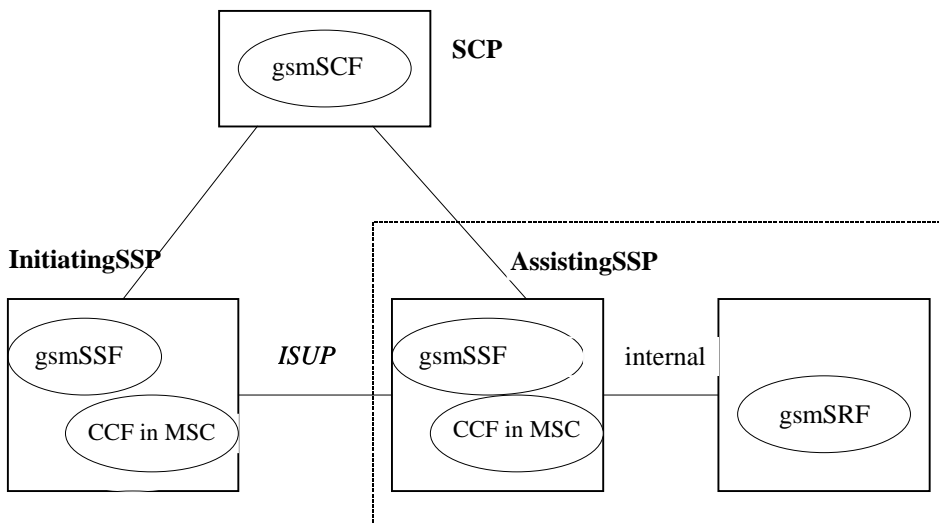 SCP
gsmSCF
InitiatingSSP
AssistingSSP
gsmSSF
ISUP
gsmSSF
internal
gsmSRF
CCF in MSC
CCF in MSC